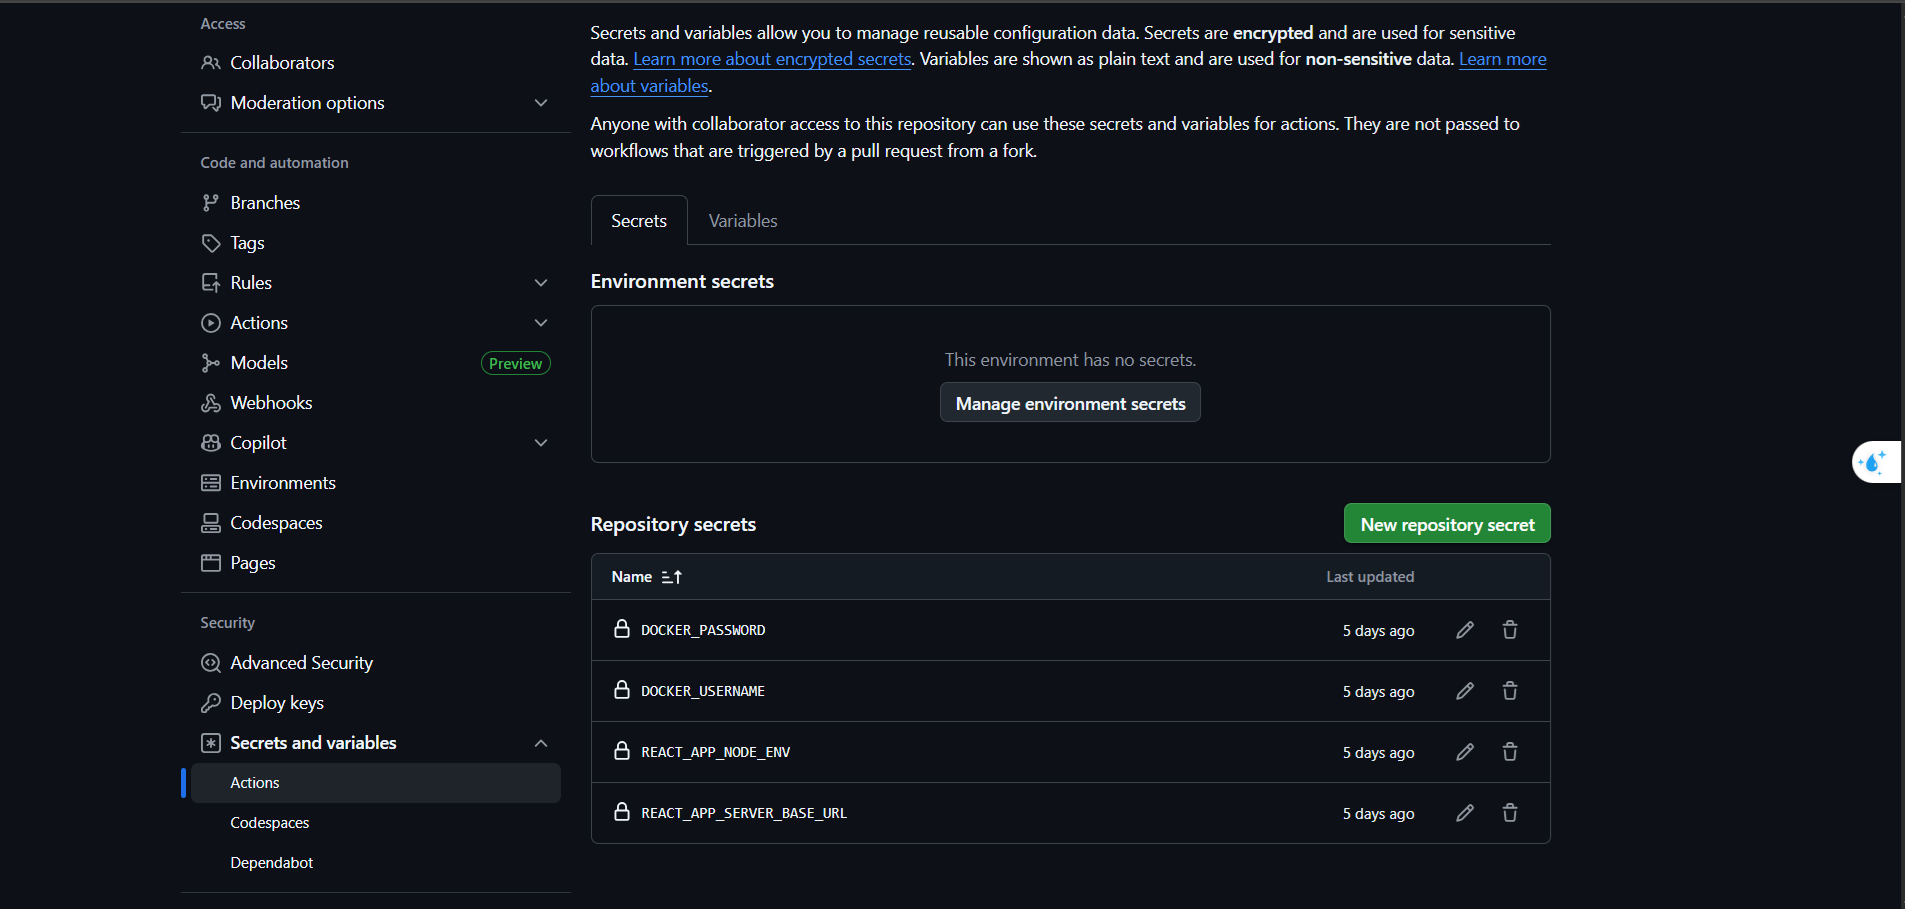 Access
Collaborators
Moderation options
Code and automation
Branches
Tags
Rules
Actions
Models Preview
Webhooks
Copilot
Environments
Codespaces
Pages
Security
Advanced Security
Deploy keys
Secrets and variables
Actions
Codespaces
Dependabot
Secrets and variables allow you to manage reusable configuration data. Secrets are encrypted and are used for sensitive
data. Learn more about encrypted secrets. Variables are shown as plain text and are used for non-sensitive data. Learn more
about variables.
Anyone with collaborator access to this repository can use these secrets and variables for actions. They are not passed to
workflows that are triggered by a pull request from a fork.
Secrets Variables
Environment secrets
This environment has no secrets.
Manage environment secrets
Repository secrets New repository secret
Name Last updated
DOCKER_PASSWORD 5 days ago
DOCKER_USERNAME 5 days ago
REACT_APP_NODE_ENV 5 days ago
REACT_APP_SERVER_BASE_URL 5 days ago